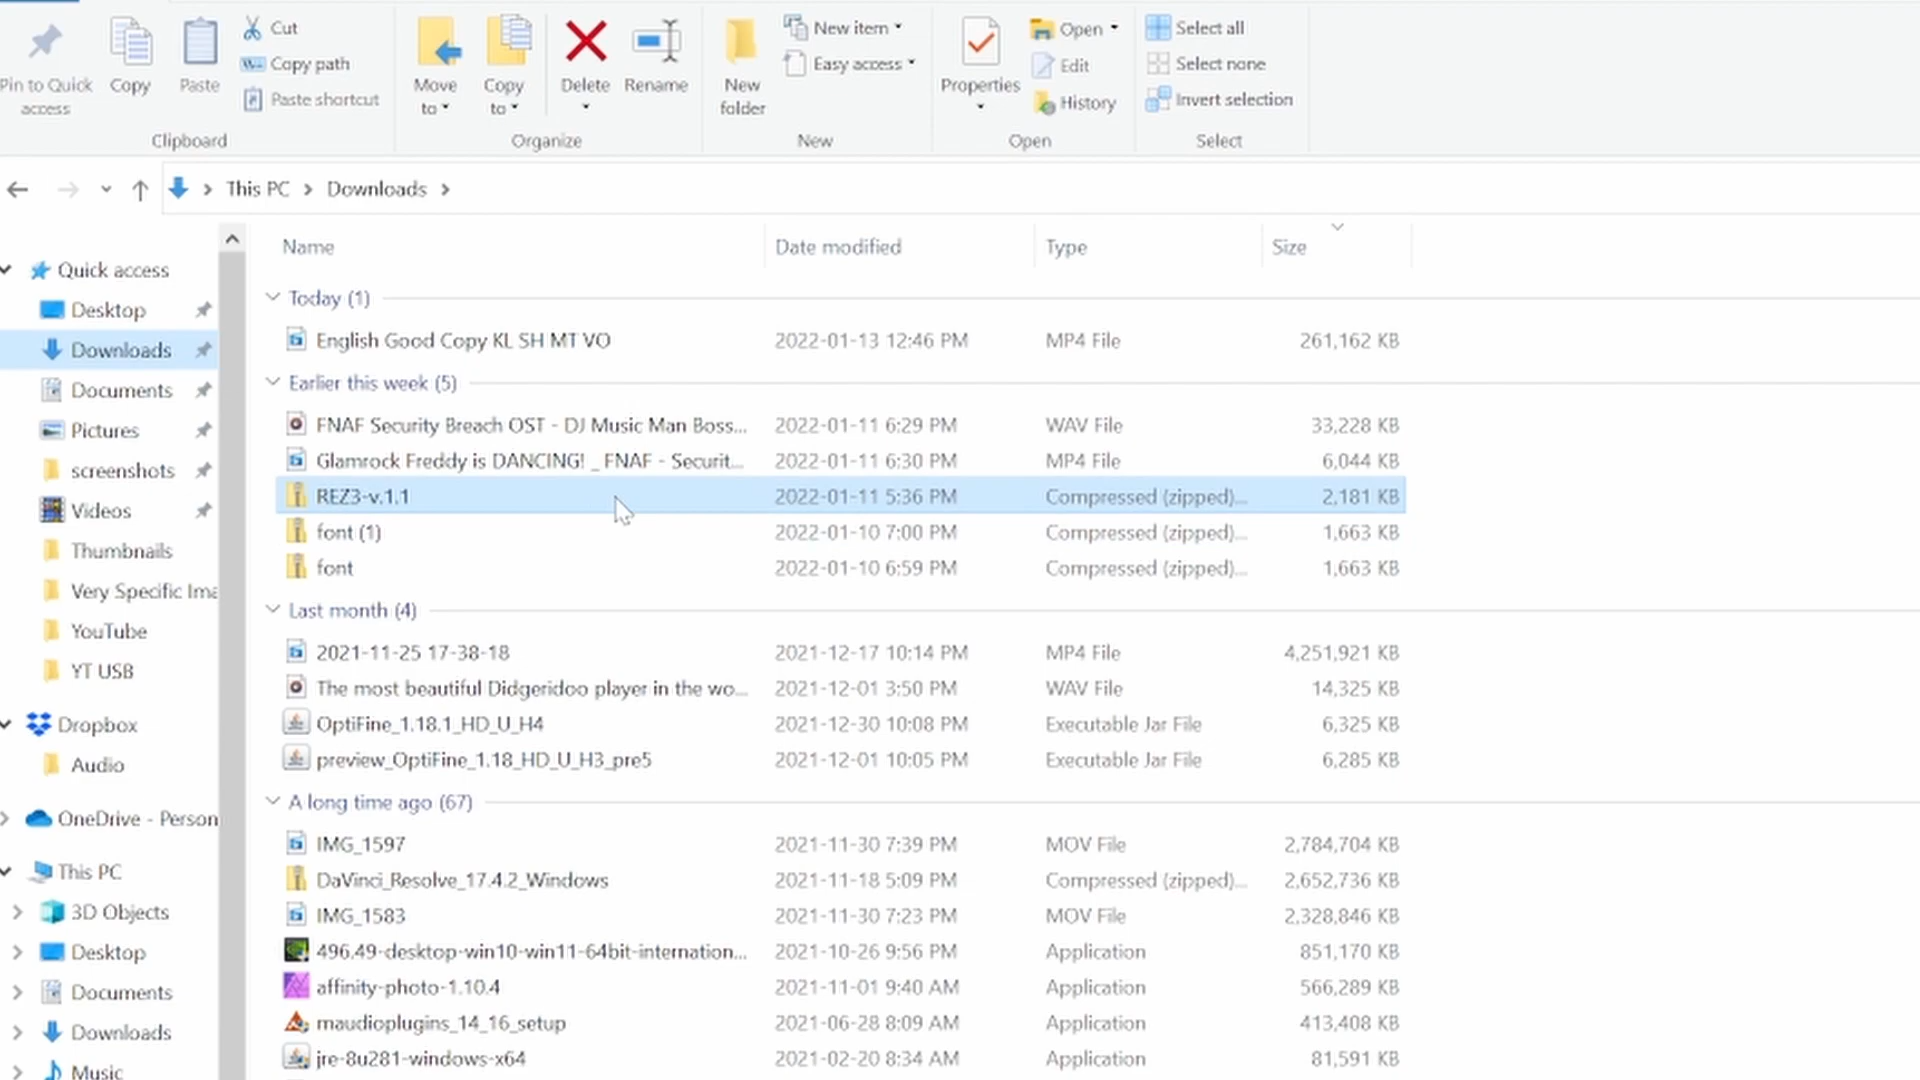 Pin to Quick access
Copy
Paste
Cut
Copy path
Paste shortcut
Clipboard
Move to
Copy to
Delete
Rename
Organize
New folder
New item
Easy access
New
Properties
Open
Edit
History
Open
Select all
Select none
Invert selection
Select
This PC > Downloads >
Name Date modified Type Size
Quick access
Desktop
Downloads
Documents
Pictures
screenshots
Videos
Thumbnails
Very Specific Ima
YouTube
YT USB
Dropbox
Audio
OneDrive - Person
This PC
3D Objects
Desktop
Documents
Downloads
Music
Today (1)
English Good Copy KL SH MT VO 2022-01-13 12:46 PM MP4 File 261,162 KB
Earlier this week (5)
FNAF Security Breach OST - DJ Music Man Boss... 2022-01-11 6:29 PM WAV File 33,228 KB
Glamrock Freddy is DANCING! _ FNAF - Securit... 2022-01-11 6:30 PM MP4 File 6,044 KB
REZ3-v.1.1 2022-01-11 5:36 PM Compressed (zipped)... 2,181 KB
font (1) 2022-01-10 7:00 PM Compressed (zipped)... 1,663 KB
font 2022-01-10 6:59 PM Compressed (zipped)... 1,663 KB
Last month (4)
2021-11-25 17-38-18 2021-12-17 10:14 PM MP4 File 4,251,921 KB
The most beautiful Didgeridoo player in the wo... 2021-12-01 3:50 PM WAV File 14,325 KB
OptiFine_1.18.1_HD_U_H4 2021-12-30 10:08 PM Executable Jar File 6,325 KB
preview_OptiFine_1.18_HD_U_H3_pre5 2021-12-01 10:05 PM Executable Jar File 6,285 KB
A long time ago (67)
IMG_1597 2021-11-30 7:39 PM MOV File 2,784,704 KB
DaVinci_Resolve_17.4.2_Windows 2021-11-18 5:09 PM Compressed (zipped)... 2,652,736 KB
IMG_1583 2021-11-30 7:23 PM MOV File 2,328,846 KB
496.49-desktop-win10-win11-64bit-internation... 2021-10-26 9:56 PM Application 851,170 KB
affinity-photo-1.10.4 2021-11-01 9:40 AM Application 566,289 KB
maudioplugins_14_16_setup 2021-06-28 8:09 AM Application 413,408 KB
jre-8u281-windows-x64 2021-02-20 8:34 AM Application 81,591 KB